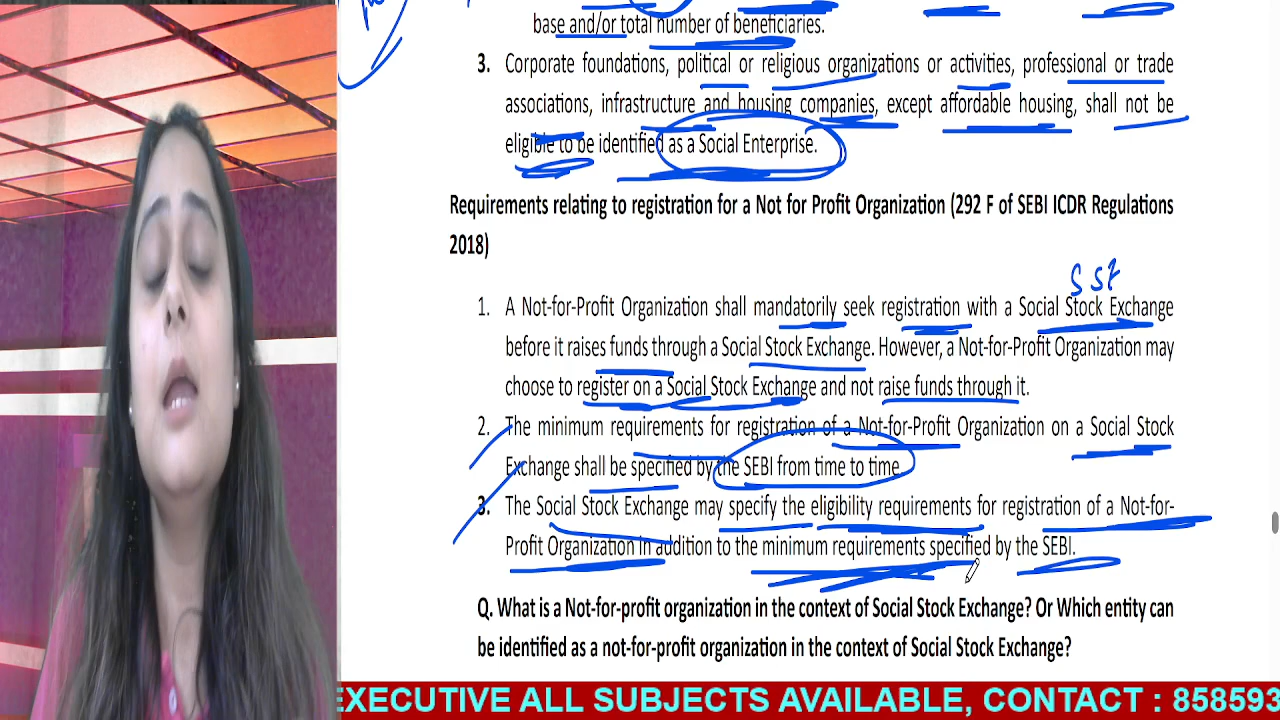 base and/or total number of beneficiaries.
3. Corporate foundations, political or religious organizations or activities, professional or trade
associations, infrastructure and housing companies, except affordable housing, shall not be
eligible to be identified as a Social Enterprise.
Requirements relating to registration for a Not for Profit Organization (292 F of SEBI ICDR Regulations
2018)
SSE
1. A Not-for-Profit Organization shall mandatorily seek registration with a Social Stock Exchange
before it raises funds through a Social Stock Exchange. However, a Not-for-Profit Organization may
choose to register on a Social Stock Exchange and not raise funds through it.
2. The minimum requirements for registration of a Not-for-Profit Organization on a Social Stock
Exchange shall be specified by the SEBI from time to time.
3. The Social Stock Exchange may specify the eligibility requirements for registration of a Not-for-
Profit Organization in addition to the minimum requirements specified by the SEBI.
Q. What is a Not-for-profit organization in the context of Social Stock Exchange? Or Which entity can
be identified as a not-for-profit organization in the context of Social Stock Exchange?
EXECUTIVE ALL SUBJECTS AVAILABLE, CONTACT : 858593